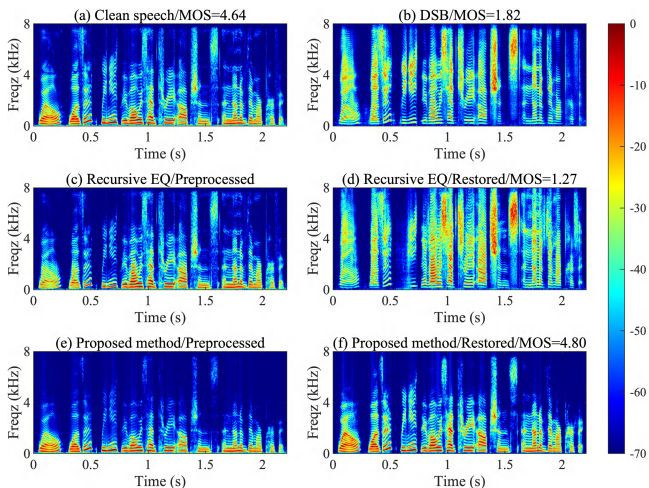 (a) Clean speech/MOS=4.64
(b) DSB/MOS=1.82
0
8
4
0
Freqz (kHz)
0 0.5 1 1.5 2
Time (s)
8
4
0
Freqz (kHz)
0 0.5 1 1.5 2
Time (s)
-10
(c) Recursive EQ/Preprocessed
(d) Recursive EQ/Restored/MOS=1.27
-20
8
4
0
Freqz (kHz)
0 0.5 1 1.5 2
Time (s)
8
4
0
Freqz (kHz)
0 0.5 1 1.5 2
Time (s)
-30
-40
(e) Proposed method/Preprocessed
(f) Proposed method/Restored/MOS=4.80
-50
8
4
0
Freqz (kHz)
0 0.5 1 1.5 2
Time (s)
8
4
0
Freqz (kHz)
0 0.5 1 1.5 2
Time (s)
-60
-70